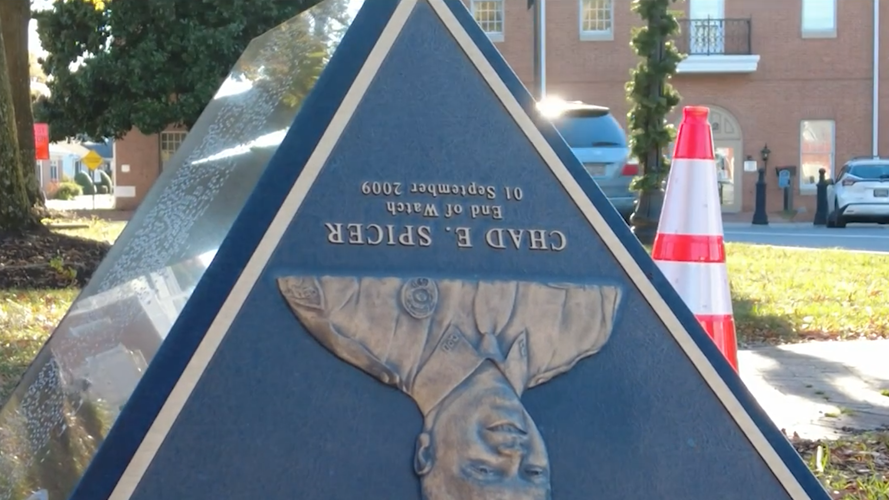 CHAD E. SPICER
End of Watch
01 September 2009